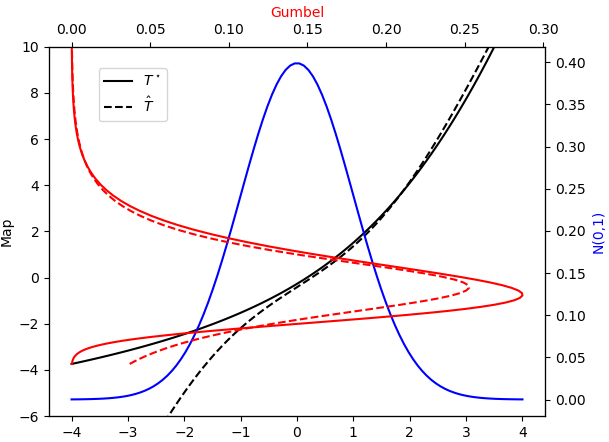 Gumbel
0.00 0.05 0.10 0.15 0.20 0.25 0.30
10 0.40
8 0.35
6 0.30
4 0.25
2 0.20
0 0.15
−2 0.10
−4 0.05
−6 0.00
T⋆
T̂
Map
N(0,1)
−4 −3 −2 −1 0 1 2 3 4